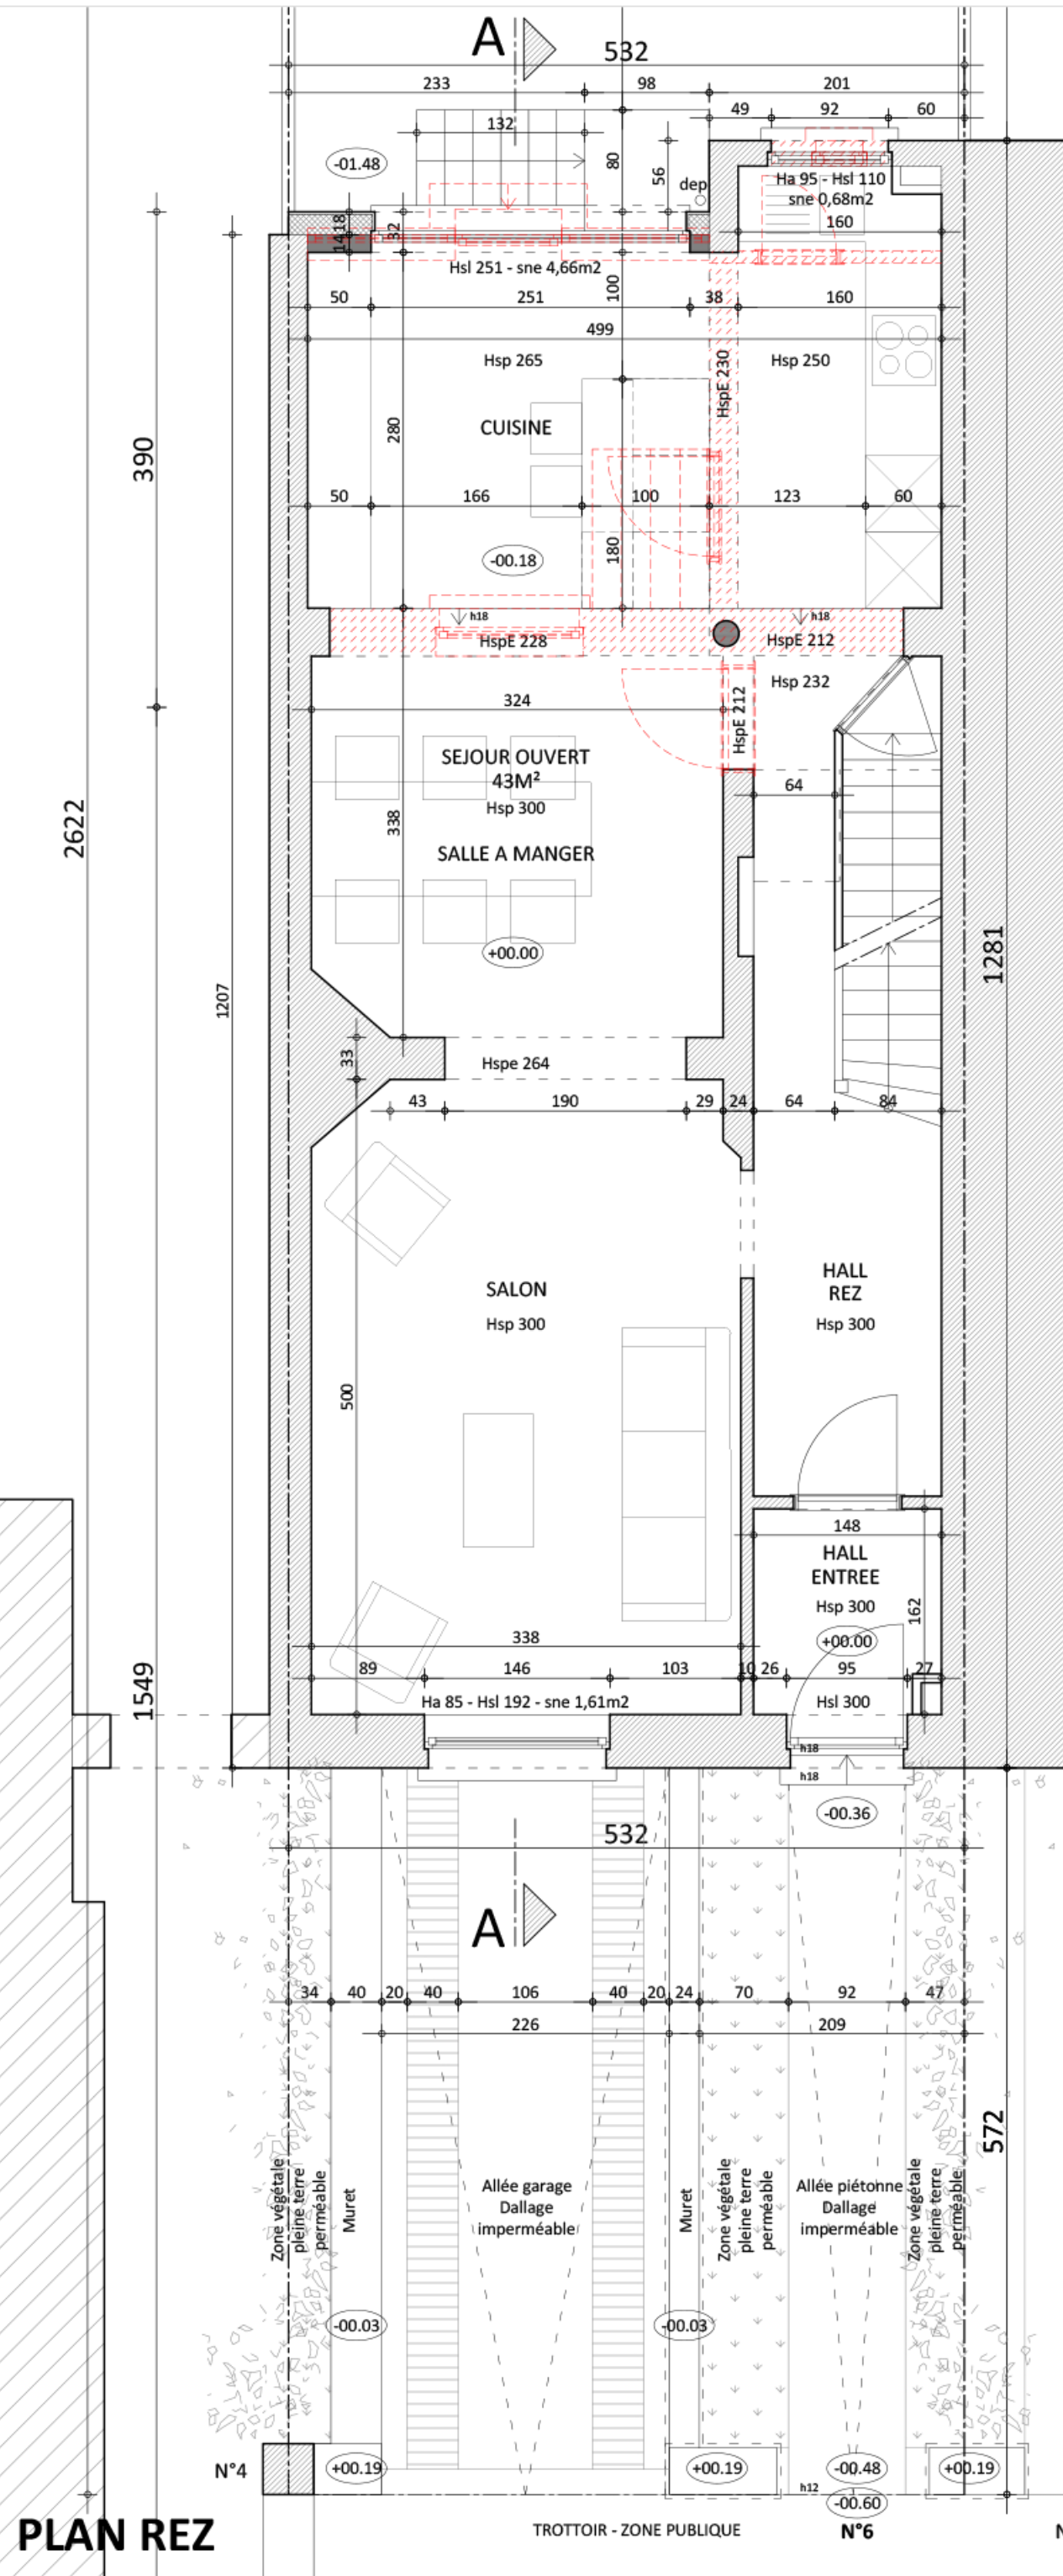 A
532
233
98
201
49
92
60
132
80
56
-01.48
dep
Ha 95 - Hsl 110
sne 0,68m2
160
14
18
32
Hsl 251 - sne 4,66m2
100
50
251
38
160
499
Hsp 265
HspE 230
Hsp 250
390
280
CUISINE
50
166
100
123
60
180
-00.18
h18
h18
HspE 228
HspE 212
Hsp 232
324
HspE 212
SEJOUR OUVERT
43M²
Hsp 300
64
2622
338
SALLE A MANGER
+00.00
1281
1207
33
Hspe 264
43
190
29
24
64
84
SALON
Hsp 300
HALL
REZ
Hsp 300
500
148
HALL
ENTREE
Hsp 300
162
+00.00
338
89
146
103
10
26
95
27
1549
Ha 85 - Hsl 192 - sne 1,61m2
Hsl 300
h18
h18
-00.36
532
A
34
40
20
40
106
40
20
24
70
92
47
226
209
572
Zone végétale
pleine terre
perméable
Muret
Allée garage
Dallage
imperméable
Muret
Zone végétale
pleine terre
perméable
Allée piétonne
Dallage
imperméable
Zone végétale
pleine terre
perméable
-00.03
-00.03
N°4
+00.19
+00.19
-00.48
+00.19
h12
-00.60
PLAN REZ
TROTTOIR - ZONE PUBLIQUE
N°6
N